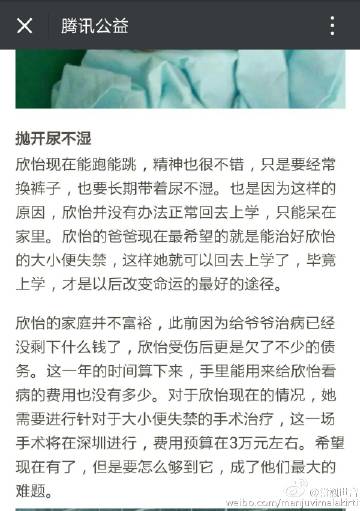 腾讯公益
抛开尿不湿
欣怡现在能跑能跳，精神也很不错，只是要经常
换裤子，也要长期带着尿不湿。也是因为这样的
原因，欣怡并没有办法正常回去上学，只能呆在
家里。欣怡的爸爸现在最希望的就是能治好欣怡
的大小便失禁，这样她就可以回去上学了，毕竟
上学，才是以后改变命运的最好的途径。
欣怡的家庭并不富裕，此前因为给爷爷治病已经
没剩下什么钱了，欣怡受伤后更是欠了不少的债
务。这一年的时间算下来，手里能用来给欣怡看
病的费用也没有多少。对于欣怡现在的情况，她
需要进行针对于大小便失禁的手术治疗，这一场
手术将在深圳进行，费用预算在3万元左右。希望
现在有了，但是要怎么够到它，成了他们最大的
难题。
weibo.com/manjuvimalakirti